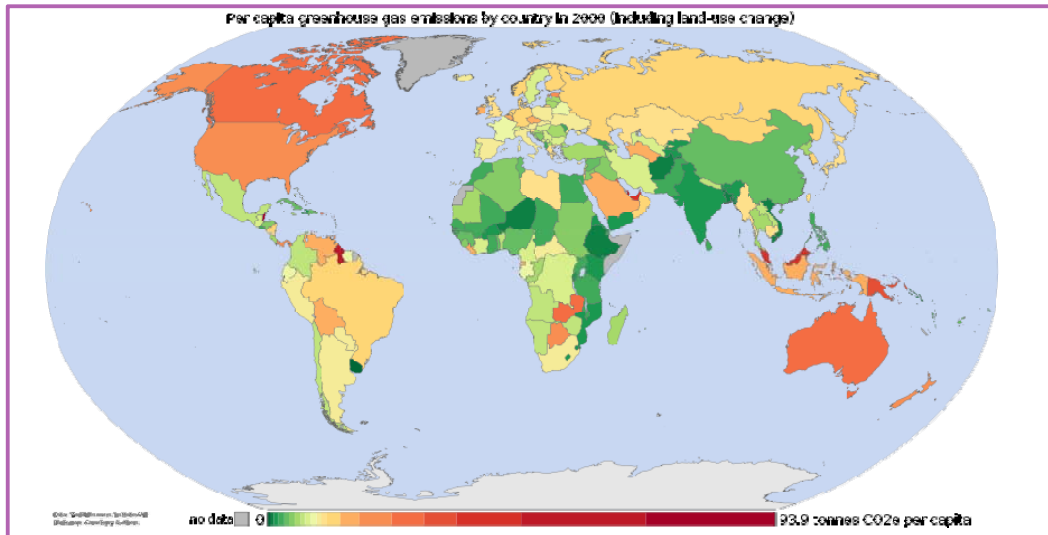 Per capita greenhouse gas emissions by country in 2000 (including land-use change)
no data 0 93.9 tonnes CO2e per capita